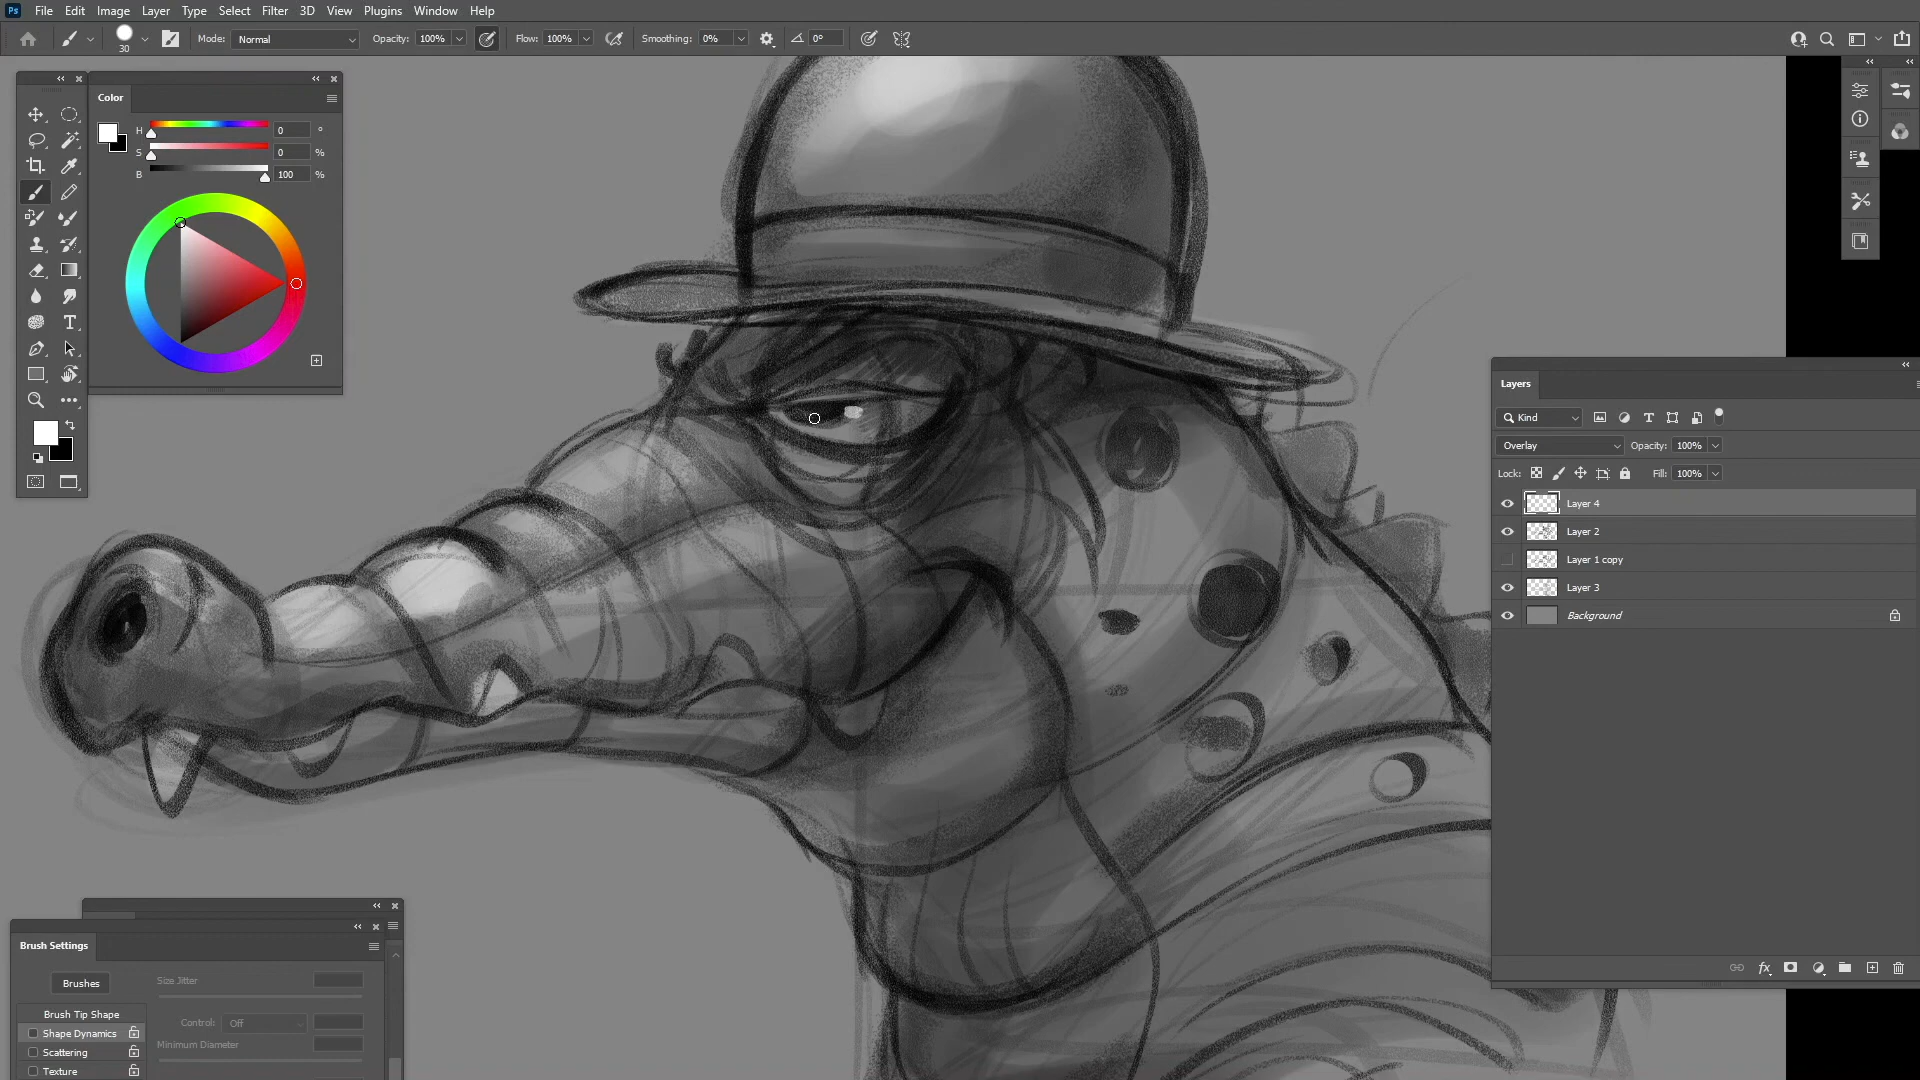 Ps File Edit Image Layer Type Select Filter 3D View Plugins Window Help
30 Mode: Normal Opacity: 100% Flow: 100% Smoothing: 0% 0°
Color
H 0 °
S 0 %
B 100 %
Layers
Kind
Overlay Opacity: 100%
Lock: Fill: 100%
Layer 4
Layer 2
Layer 1 copy
Layer 3
Background
fx
Brush Settings
Brushes Size Jitter
Brush Tip Shape
Control: Off
Shape Dynamics
Minimum Diameter
Scattering
Texture